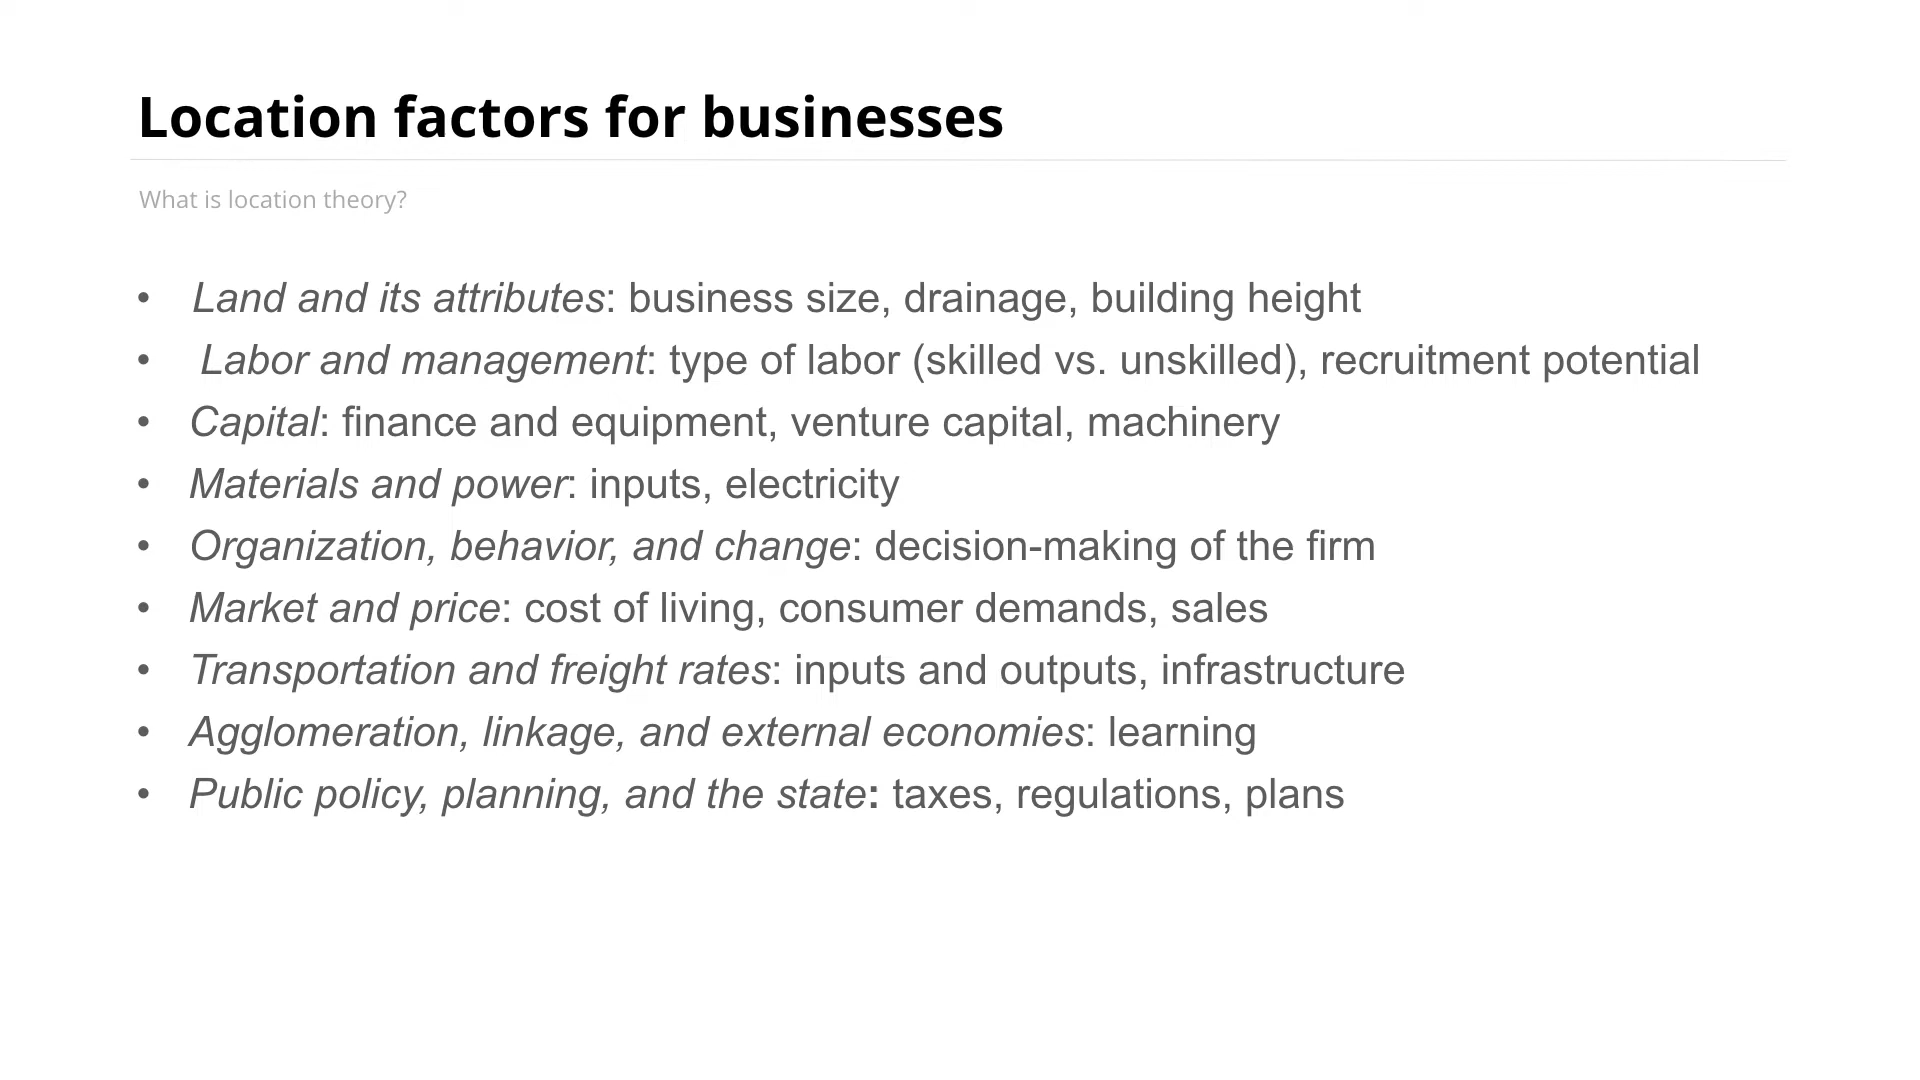 Location factors for businesses
What is location theory?
• Land and its attributes: business size, drainage, building height
• Labor and management: type of labor (skilled vs. unskilled), recruitment potential
• Capital: finance and equipment, venture capital, machinery
• Materials and power: inputs, electricity
• Organization, behavior, and change: decision-making of the firm
• Market and price: cost of living, consumer demands, sales
• Transportation and freight rates: inputs and outputs, infrastructure
• Agglomeration, linkage, and external economies: learning
• Public policy, planning, and the state: taxes, regulations, plans